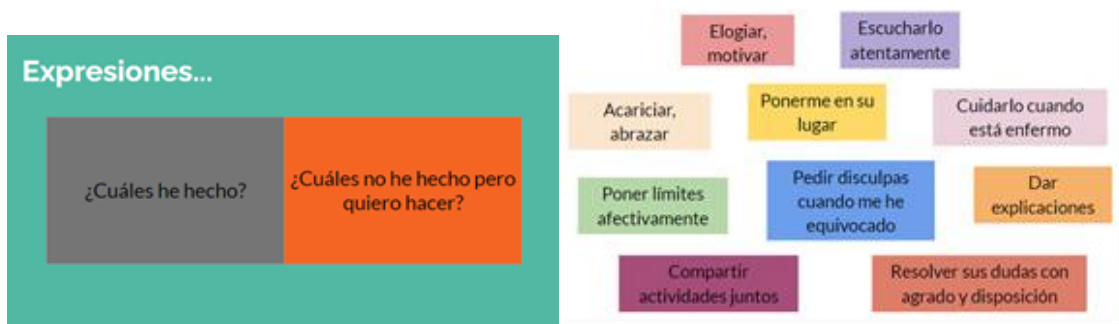 Expresiones...
¿Cuáles he hecho?
¿Cuáles no he hecho pero
quiero hacer?
Elogiar,
motivar
Escucharlo
atentamente
Acariciar,
abrazar
Ponerme en su
lugar
Cuidarlo cuando
está enfermo
Poner límites
afectivamente
Pedir disculpas
cuando me he
equivocado
Dar
explicaciones
Compartir
actividades juntos
Resolver sus dudas con
agrado y disposición